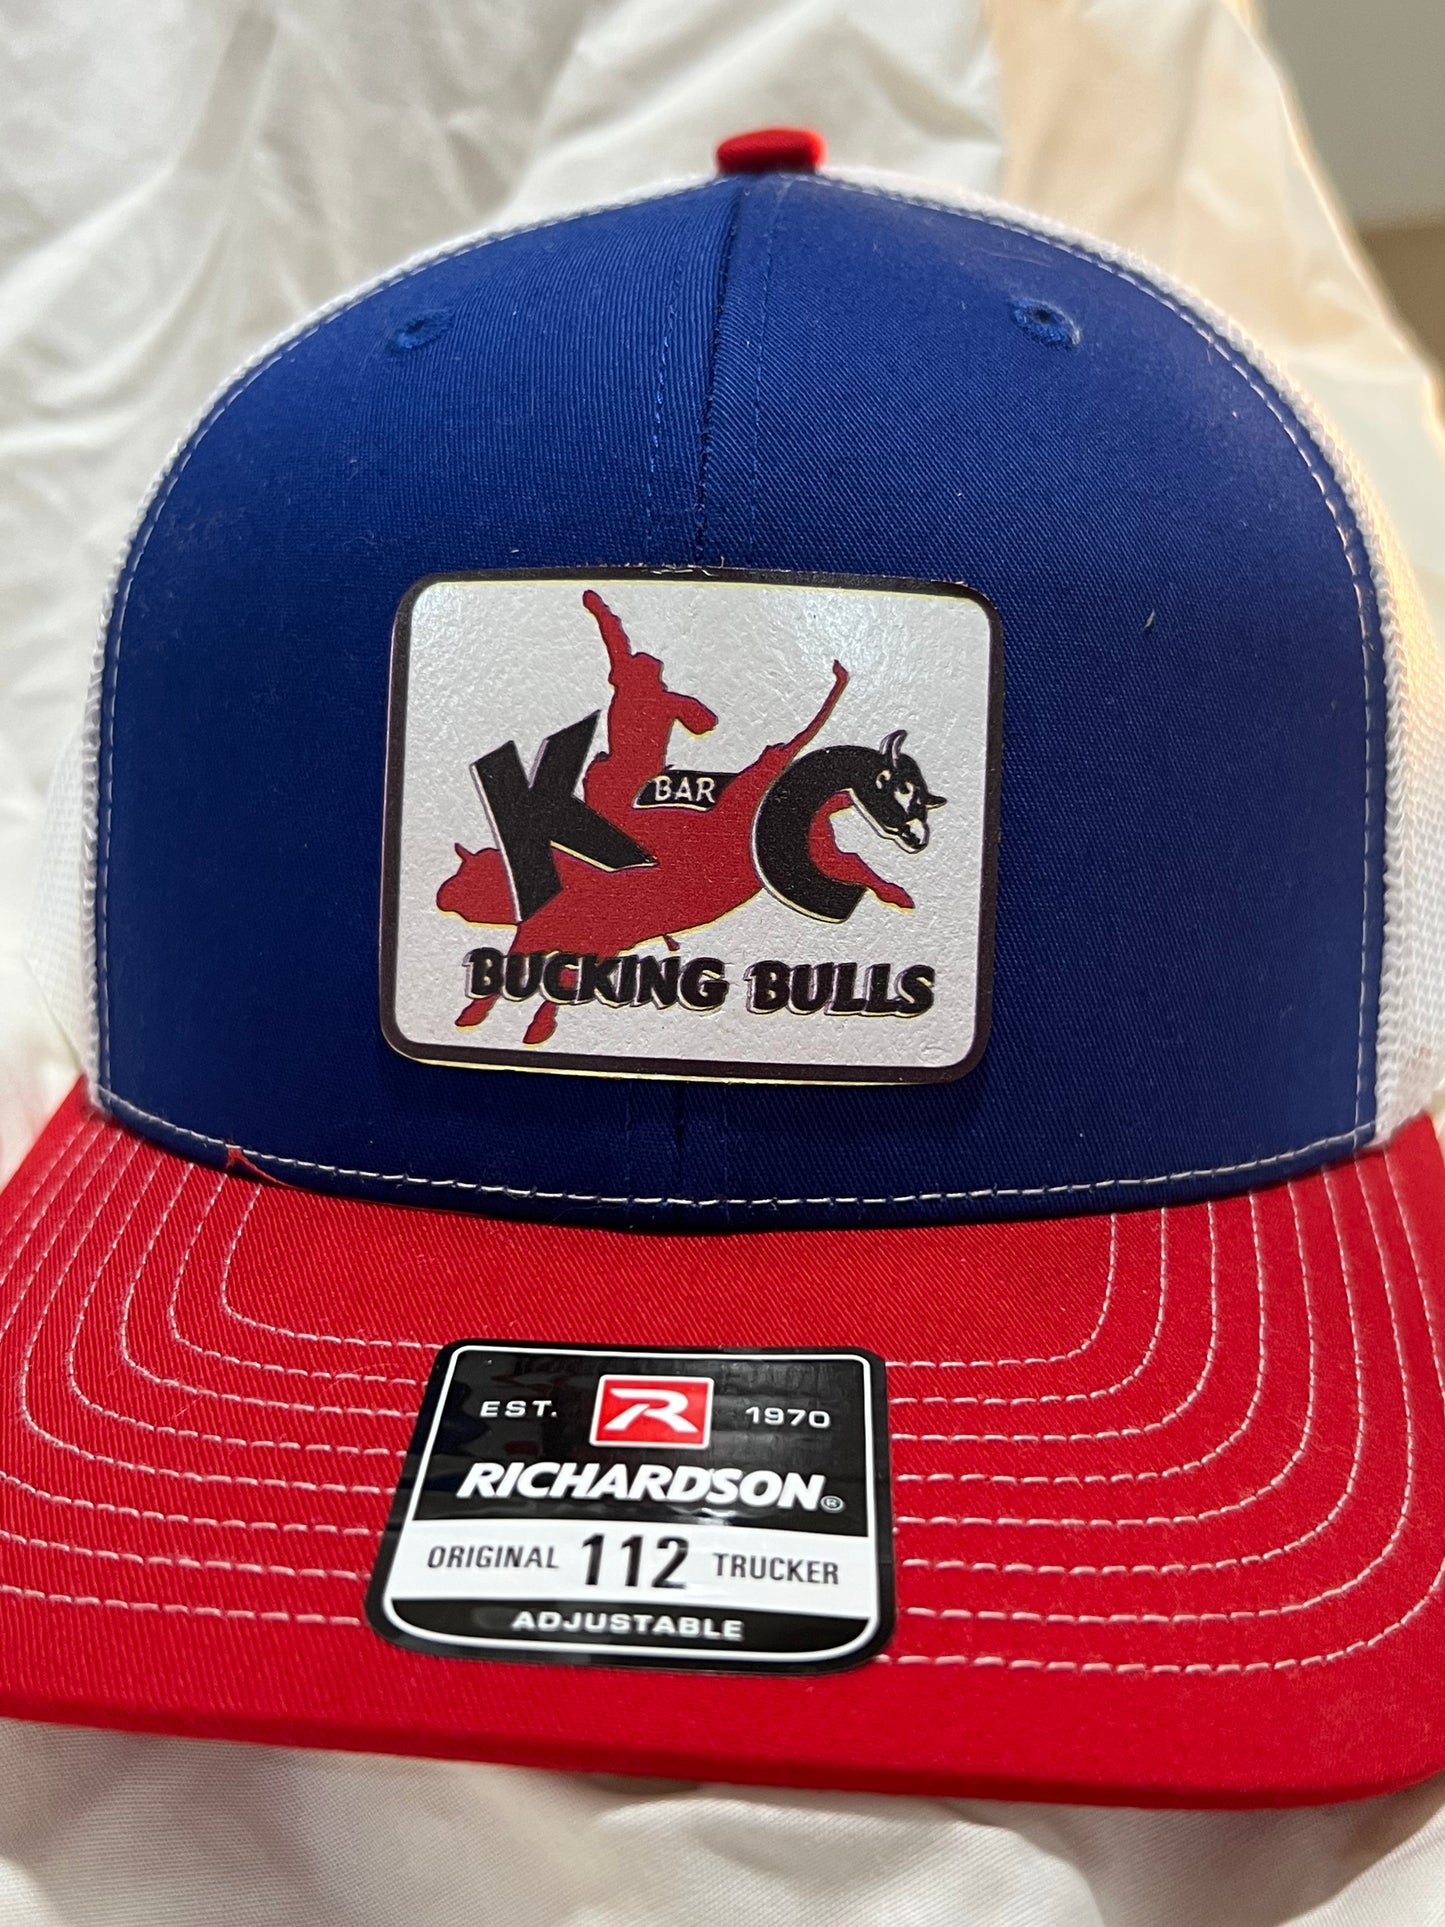 K BAR C
BUCKING BULLS
EST. R 1970
RICHARDSON®
ORIGINAL 112 TRUCKER
ADJUSTABLE